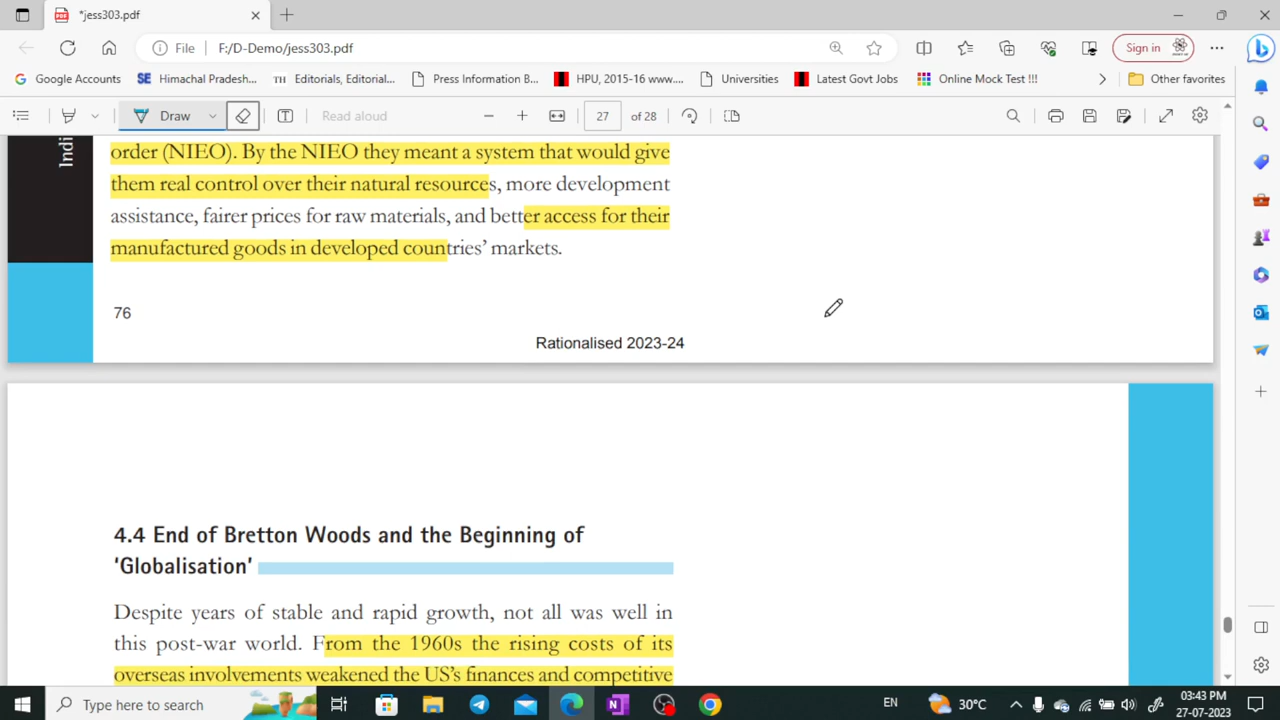 *jess303.pdf
File F:/D-Demo/jess303.pdf Sign in
Google Accounts SE Himachal Pradesh... TH Editorials, Editorial... Press Information B... HPU, 2015-16 www.... Universities Latest Govt Jobs Online Mock Test !!! Other favorites
Draw Read aloud 27 of 28
Indi
order (NIEO). By the NIEO they meant a system that would give
them real control over their natural resources, more development
assistance, fairer prices for raw materials, and better access for their
manufactured goods in developed countries’ markets.
76
Rationalised 2023-24
4.4 End of Bretton Woods and the Beginning of
‘Globalisation’
Despite years of stable and rapid growth, not all was well in
this post-war world. From the 1960s the rising costs of its
overseas involvements weakened the US’s finances and competitive
Type here to search EN 30°C 03:43 PM
27-07-2023